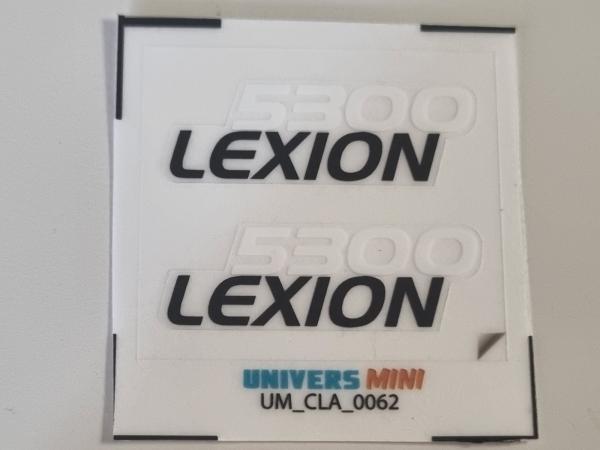 5300
LEXION
5300
LEXION
UNIVERS MINI
UM_CLA_0062